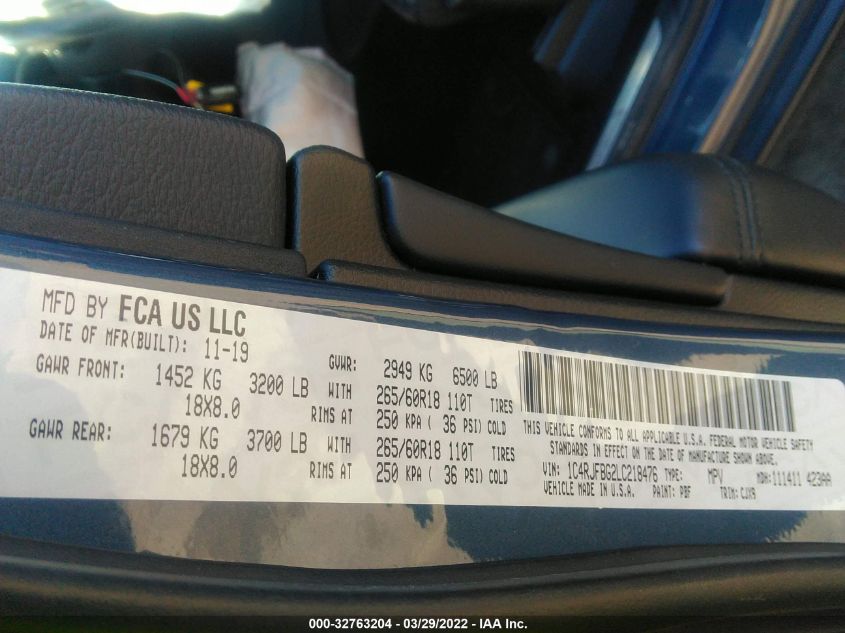 MFD BY FCA US LLC
DATE OF MFR(BUILT): 11-19 GVWR: 2949 KG 6500 LB
GAWR FRONT: 1452 KG 3200 LB WITH 265/60R18 110T TIRES
18X8.0 RIMS AT 250 KPA ( 36 PSI) COLD
GAWR REAR: 1679 KG 3700 LB WITH 265/60R18 110T TIRES
18X8.0 RIMS AT 250 KPA ( 36 PSI) COLD
THIS VEHICLE CONFORMS TO ALL APPLICABLE U.S.A. FEDERAL MOTOR VEHICLE SAFETY
STANDARDS IN EFFECT ON THE DATE OF MANUFACTURE SHOWN ABOVE.
VIN: 1C4RJFBG2LC218476 TYPE: MPV MDH:111411 423AA
VEHICLE MADE IN U.S.A. PAINT: PBF TRIM: CJX9
000-32763204 - 03/29/2022 - IAA Inc.